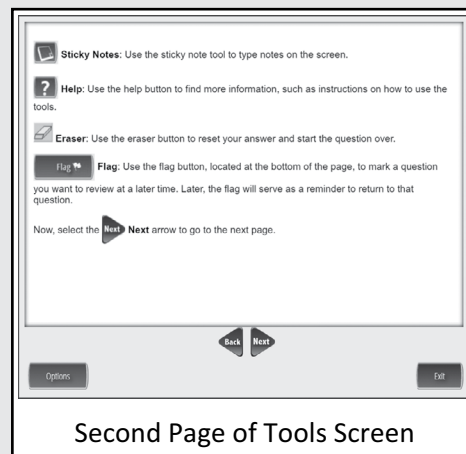 Sticky Notes: Use the sticky note tool to type notes on the screen.
? Help: Use the help button to find more information, such as instructions on how to use the
tools.
Eraser: Use the eraser button to reset your answer and start the question over.
Flag Flag: Use the flag button, located at the bottom of the page, to mark a question
you want to review at a later time. Later, the flag will serve as a reminder to return to that
question.
Now, select the Next Next arrow to go to the next page.
Back Next
Options Exit
Second Page of Tools Screen